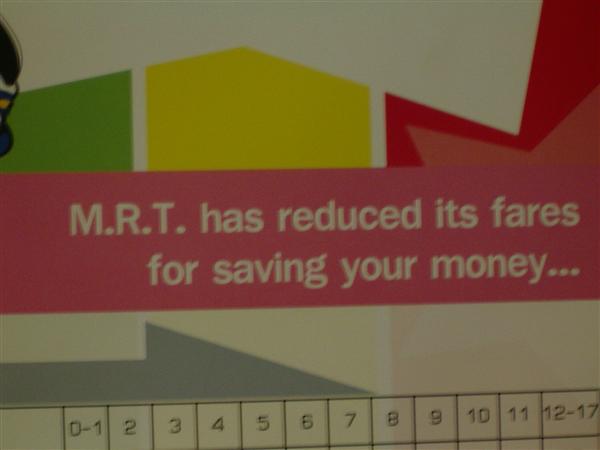 M.R.T. has reduced its fares
for saving your money...
0-1 2 3 4 5 6 7 8 9 10 11 12-17